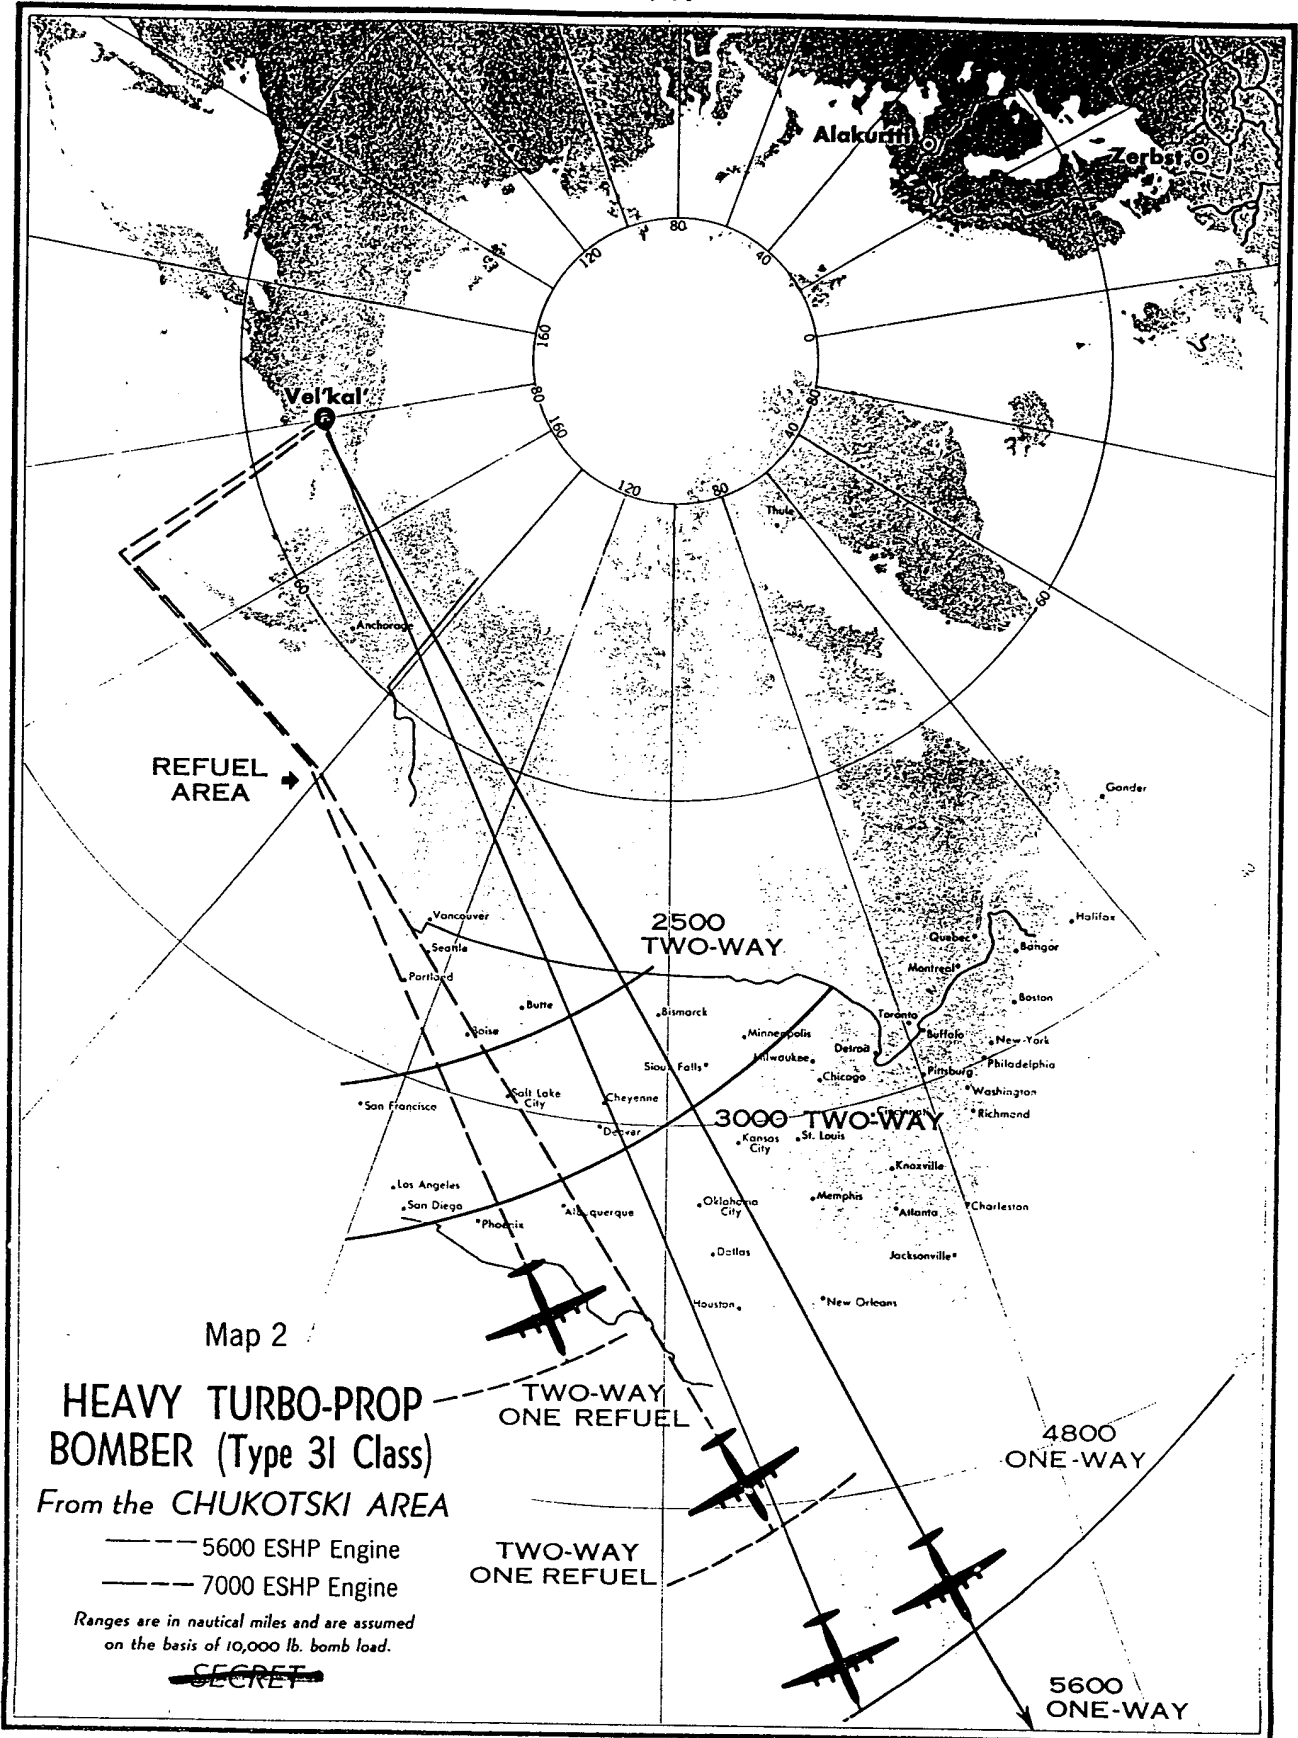 Alakurtti
Zerbst
80
120
40
160
0
Vel'kal'
80
80
160
40
120
80
Thule
60
60
Anchorage
REFUEL
AREA
Gander
Vancouver
2500
TWO-WAY
Halifax
Seattle
Quebec
Bangor
Portland
Montreal
Butte
Boston
Bismarck
Toronto
Boise
Minneapolis
Buffalo
New York
Milwaukee
Detroit
Sioux Falls
Philadelphia
Chicago
Pittsburg
San Francisco
Salt Lake
City
Cheyenne
Washington
3000 TWO-WAY
Cincinnati
Richmond
Denver
Kansas
City
St. Louis
Knoxville
Los Angeles
San Diego
Oklahoma
City
Memphis
Atlanta
Charleston
Phoenix
Albuquerque
Dallas
Jacksonville
Houston
New Orleans
Map 2
HEAVY TURBO-PROP
BOMBER (Type 31 Class)
From the CHUKOTSKI AREA
5600 ESHP Engine
7000 ESHP Engine
Ranges are in nautical miles and are assumed
on the basis of 10,000 lb. bomb load.
SECRET
TWO-WAY
ONE REFUEL
4800
ONE-WAY
TWO-WAY
ONE REFUEL
5600
ONE-WAY